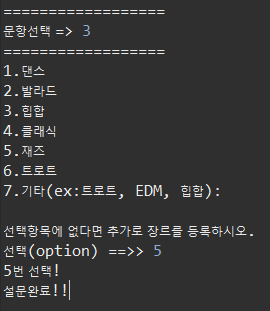 ==================
문항선택 => 3
==================
1.댄스
2.발라드
3.힙합
4.클래식
5.재즈
6.트로트
7.기타(ex:트로트, EDM, 힙합):
선택항목에 없다면 추가로 장르를 등록하시오.
선택(option) ==>> 5
5번 선택!
설문완료!!